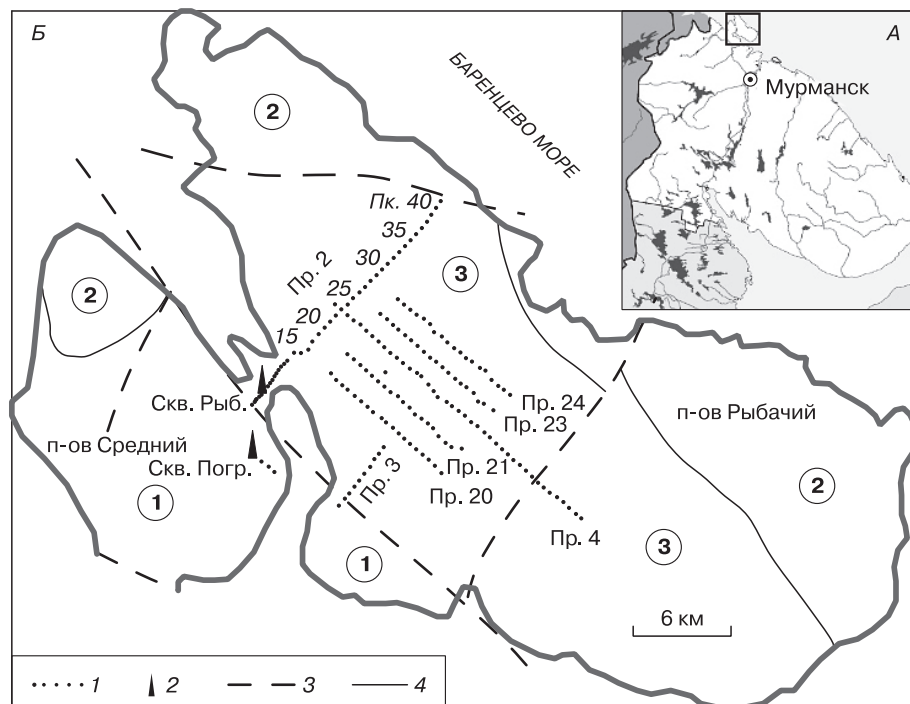 Б
А
БАРЕНЦЕВО МОРЕ
Мурманск
2
Пк. 40
35
30
25
20
15
Пр. 2
3
2
Скв. Рыб.
п-ов Средний
Скв. Погр.
1
Пр. 24
Пр. 23
Пр. 21
Пр. 20
Пр. 3
Пр. 4
п-ов Рыбачий
2
3
1
6 км
1 2 3 4